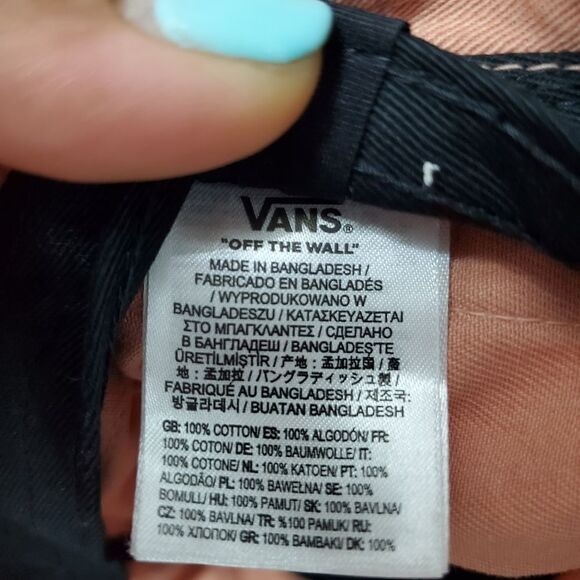 VANS®
"OFF THE WALL"
MADE IN BANGLADESH /
FABRICADO EN BANGLADÉS
/ WYPRODUKOWANO W
BANGLADESZU / ΚΑΤΑΣΚΕΥΑΖΕΤΑΙ
ΣΤΟ ΜΠΑΓΚΛΑΝΤΕΣ / СДЕЛАНО
В БАНГЛАДЕШ / BANGLADEŞ'TE
ÜRETİLMİŞTİR / 产地：孟加拉国 / 產
地：孟加拉 / バングラディッシュ製 /
FABRIQUÉ AU BANGLADESH / 제조국:
방글라데시 / BUATAN BANGLADESH
GB: 100% COTTON/ ES: 100% ALGODÓN/ FR:
100% COTON/ DE: 100% BAUMWOLLE/ IT:
100% COTONE/ NL: 100% KATOEN/ PT: 100%
ALGODÃO/ PL: 100% BAWEŁNA/ SE: 100%
BOMULL/ HU: 100% PAMUT/ SK: 100% BAVLNA/
CZ: 100% BAVLNA/ TR: %100 PAMUK/ RU:
100% ХЛОПОК/ GR: 100% ΒΑΜΒΑΚΙ/ DK: 100%